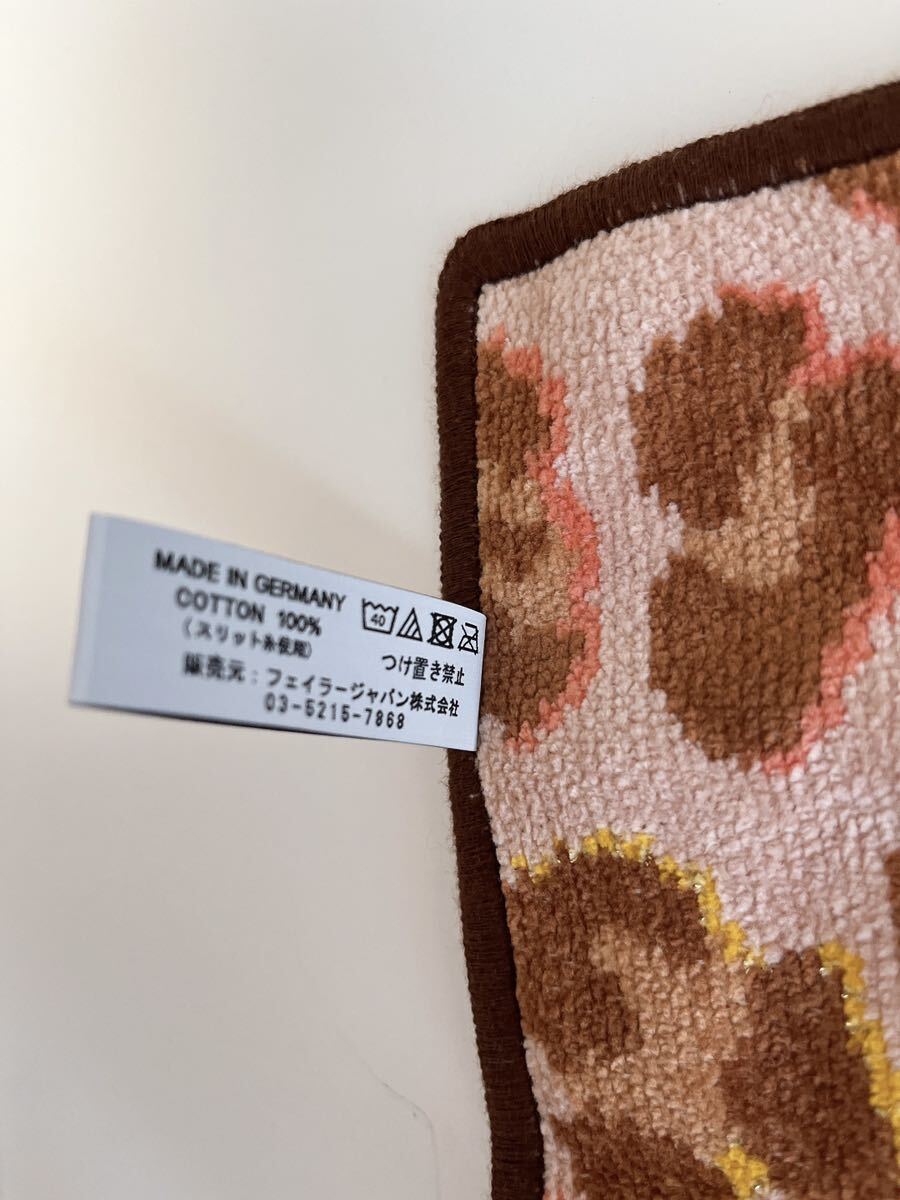 MADE IN GERMANY
COTTON 100%
(スリット糸使用)
40
つけ置き禁止
販売元：フェイラージャパン株式会社
03-5215-7868